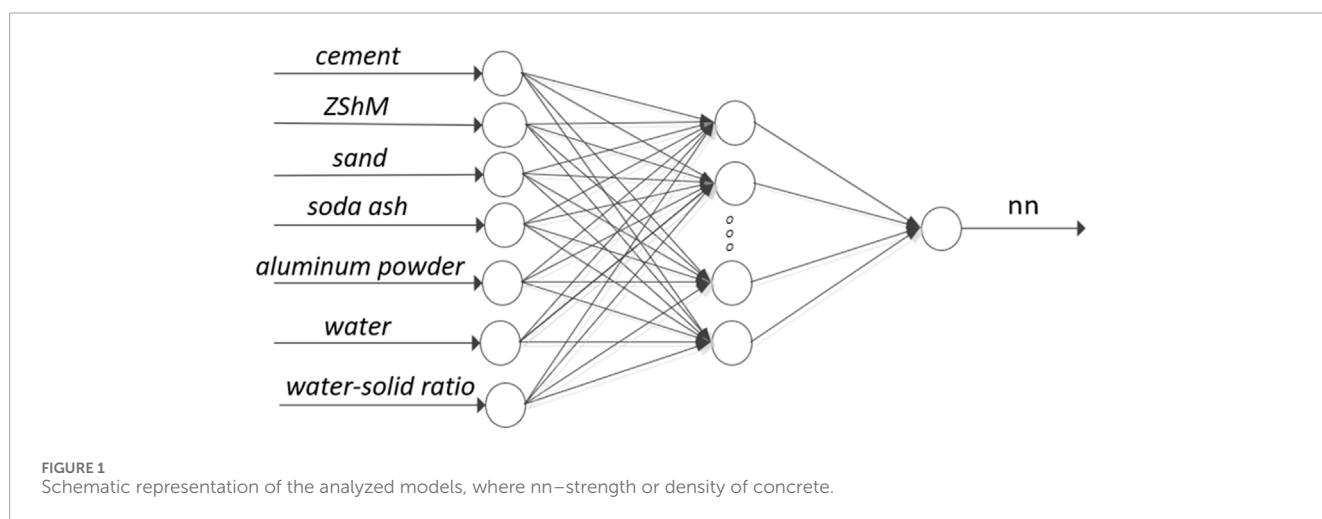 cement
ZShM
sand
soda ash
aluminum powder
water
water-solid ratio
nn
FIGURE 1
Schematic representation of the analyzed models, where nn–strength or density of concrete.